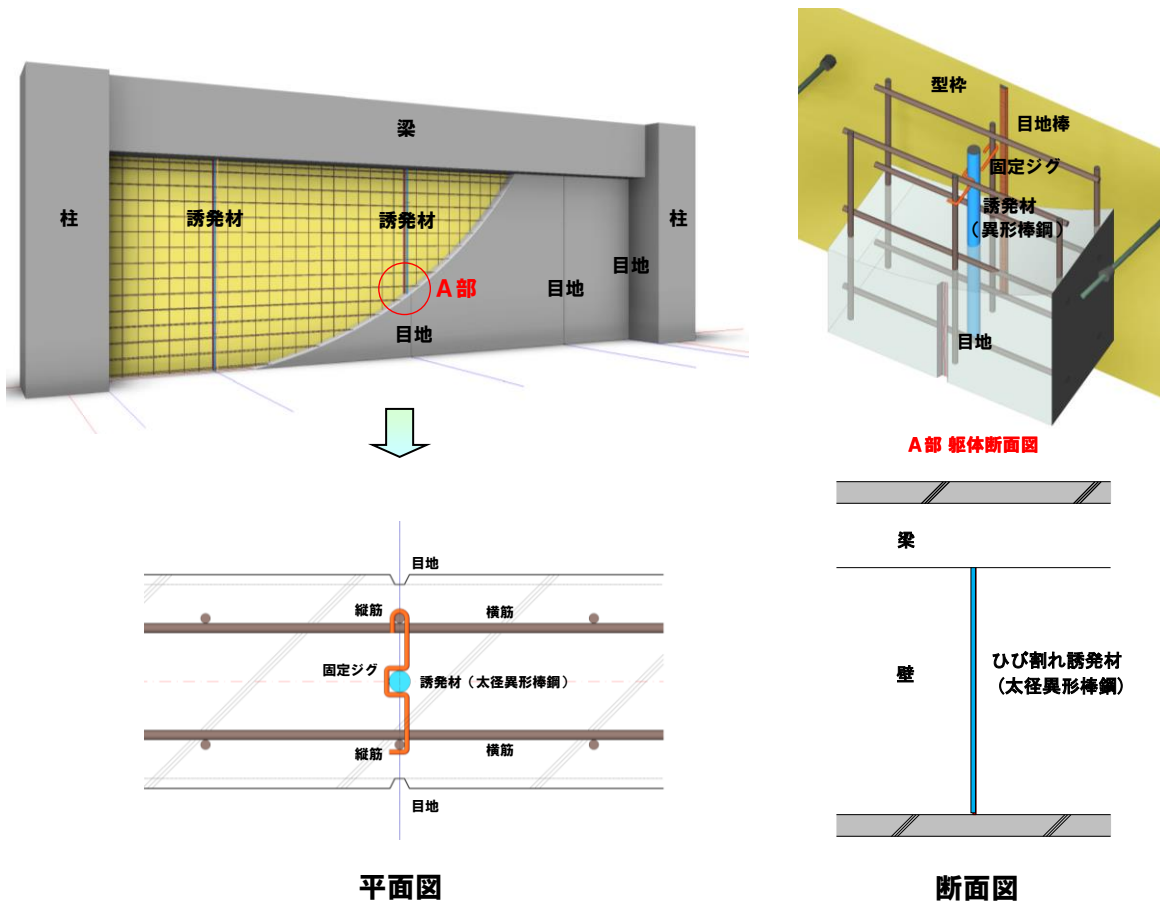 梁
柱
誘発材
誘発材
柱
目地
目地
A部
目地
型枠
目地棒
固定ジグ
誘発材
（異形棒鋼）
目地
A部 躯体断面図
目地
縦筋
横筋
固定ジグ
誘発材（太径異形棒鋼）
縦筋
横筋
目地
平面図
梁
壁
ひび割れ誘発材
（太径異形棒鋼）
断面図